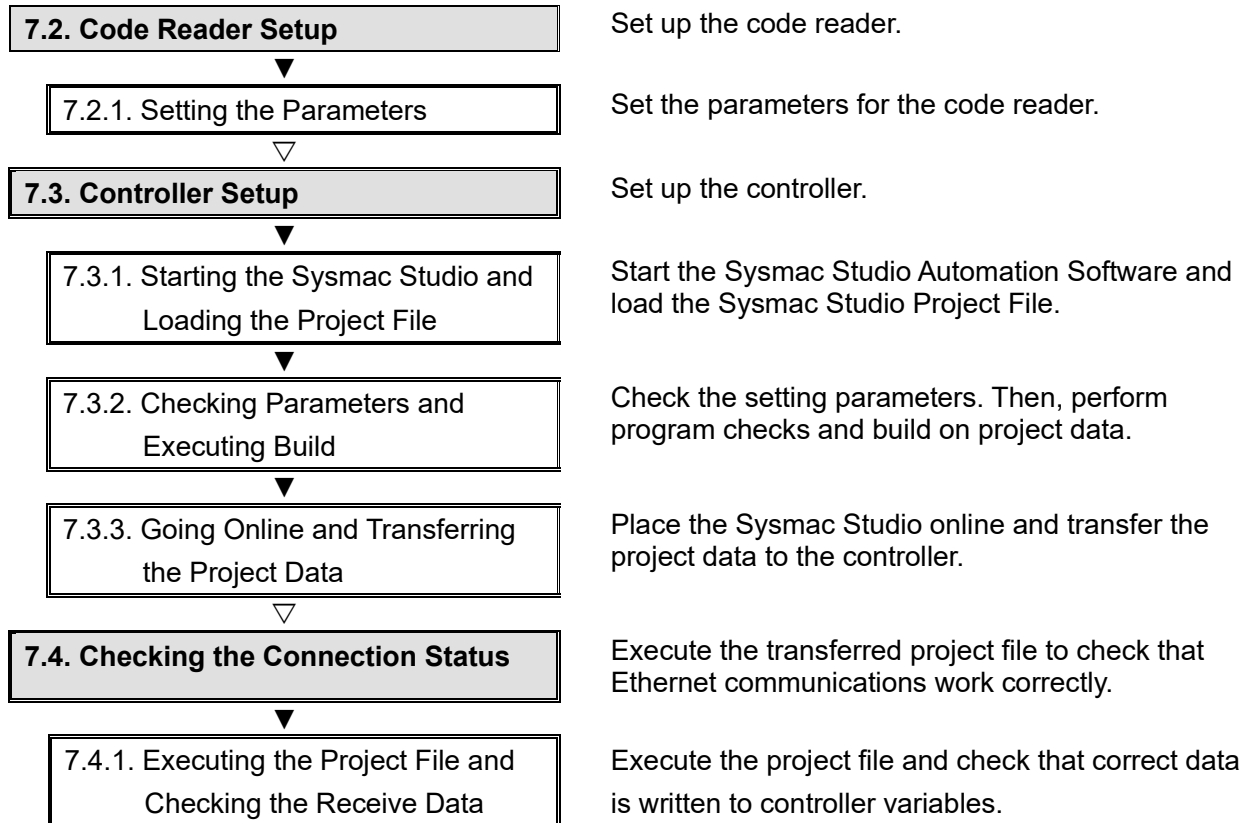 7.2. Code Reader Setup
Set up the code reader.
▼
7.2.1. Setting the Parameters
Set the parameters for the code reader.
▽
7.3. Controller Setup
Set up the controller.
▼
7.3.1. Starting the Sysmac Studio and
Loading the Project File
Start the Sysmac Studio Automation Software and
load the Sysmac Studio Project File.
▼
7.3.2. Checking Parameters and
Executing Build
Check the setting parameters. Then, perform
program checks and build on project data.
▼
7.3.3. Going Online and Transferring
the Project Data
Place the Sysmac Studio online and transfer the
project data to the controller.
▽
7.4. Checking the Connection Status
Execute the transferred project file to check that
Ethernet communications work correctly.
▼
7.4.1. Executing the Project File and
Checking the Receive Data
Execute the project file and check that correct data
is written to controller variables.